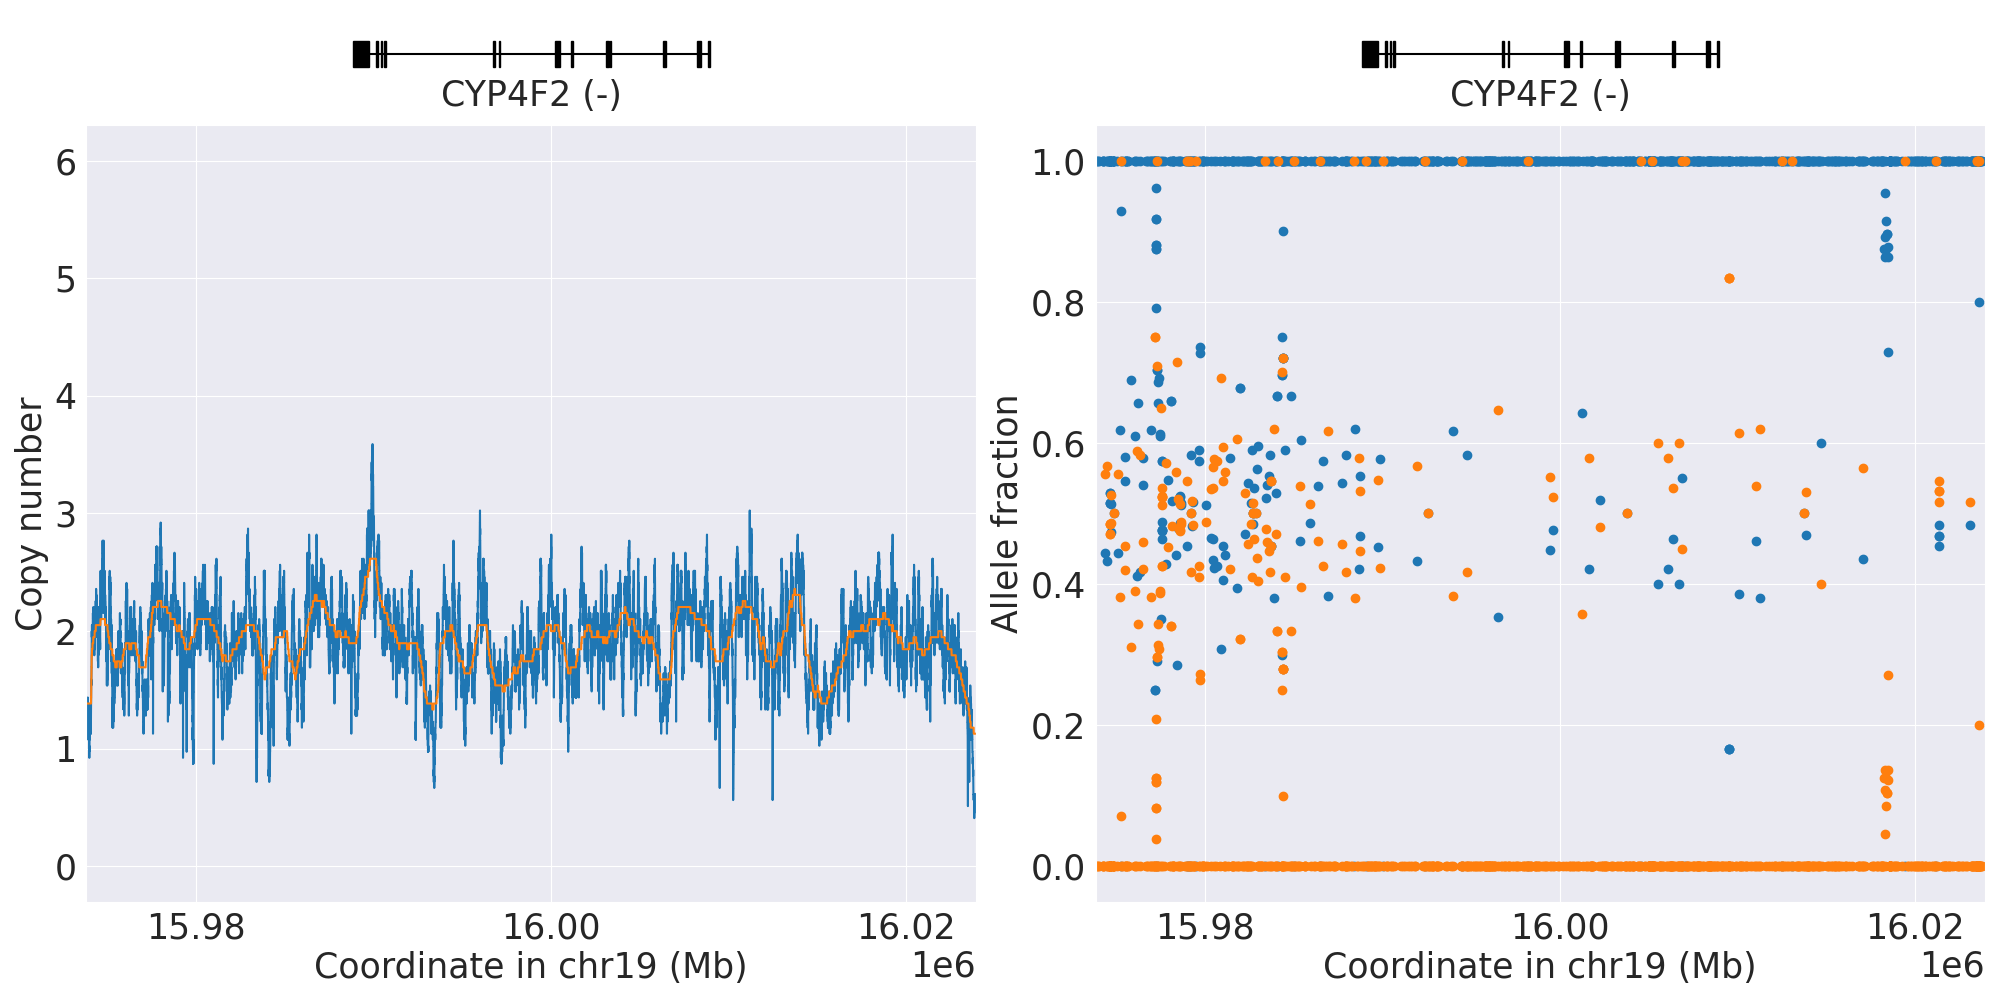 CYP4F2 (-)
6
5
4
3
2
1
0
Copy number
15.98
16.00
16.02
Coordinate in chr19 (Mb)
1e6
CYP4F2 (-)
1.0
0.8
0.6
0.4
0.2
0.0
Allele fraction
15.98
16.00
16.02
Coordinate in chr19 (Mb)
1e6